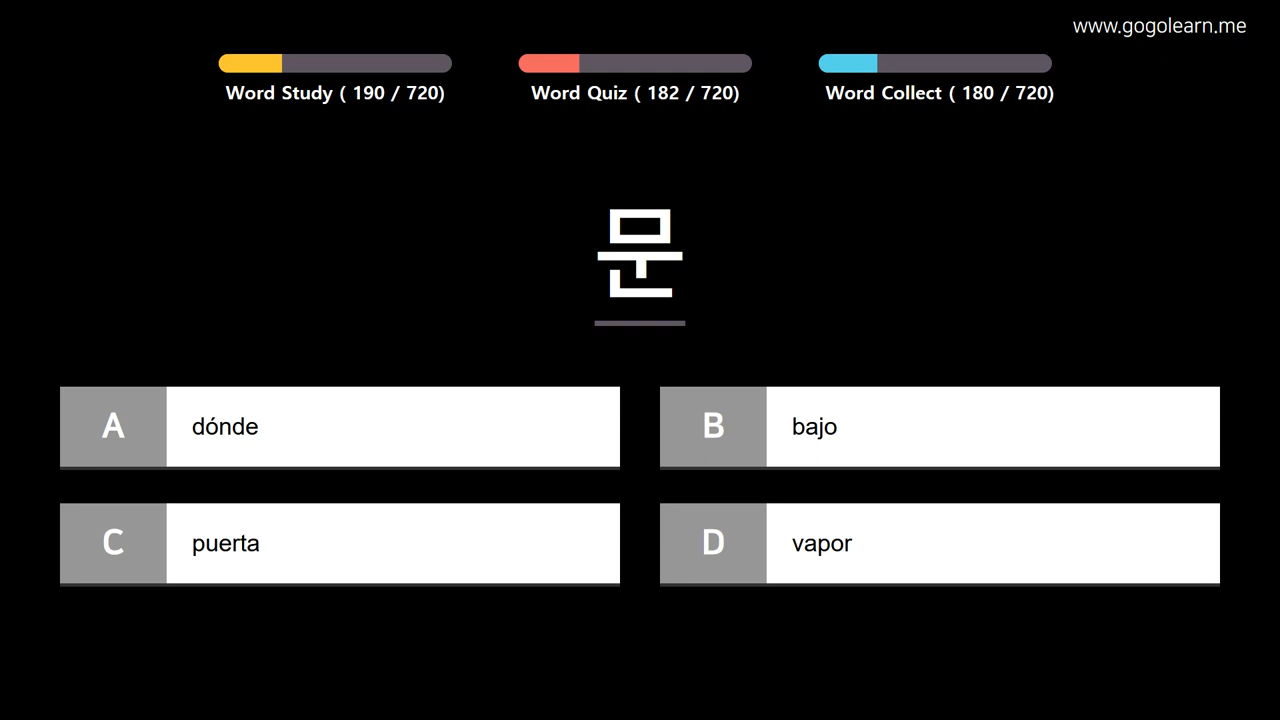 www.gogolearn.me
Word Study ( 190 / 720)
Word Quiz ( 182 / 720)
Word Collect ( 180 / 720)
문
A dónde
B bajo
C puerta
D vapor